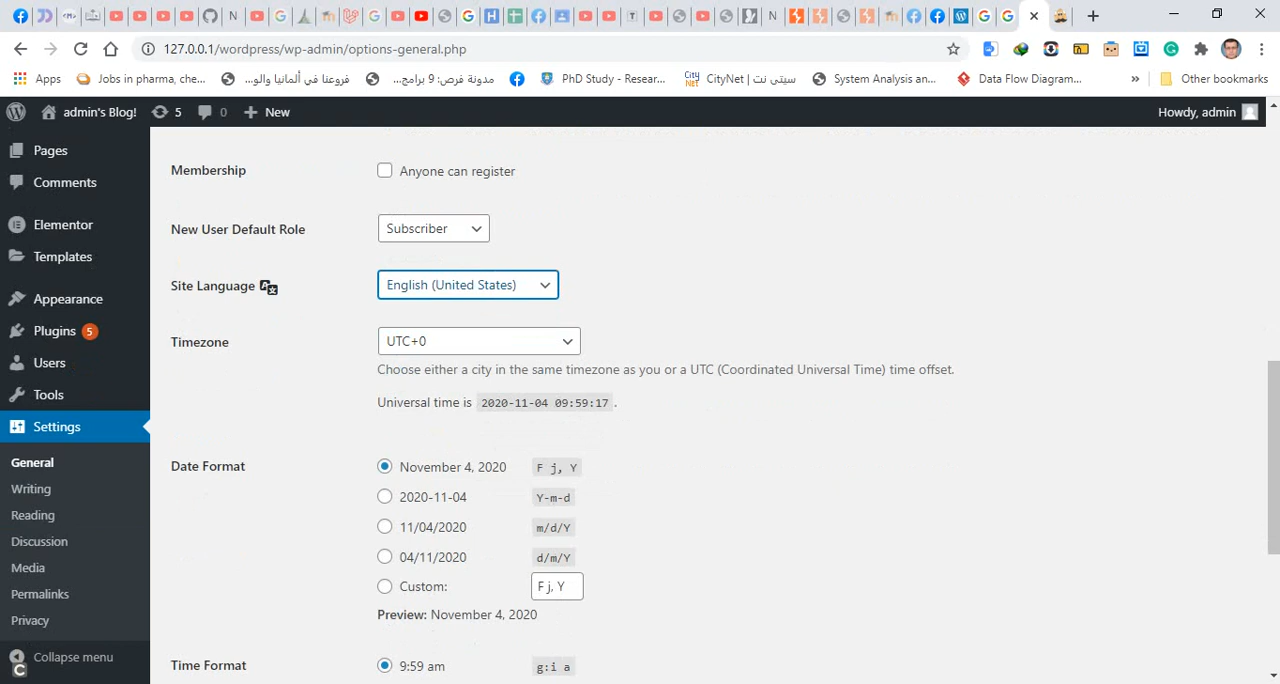 127.0.0.1/wordpress/wp-admin/options-general.php
Apps
Jobs in pharma, che...
فروعنا في ألمانيا والو...
مدونة فرص: 9 برامج...
PhD Study - Resear...
CityNet | سيتي نت
System Analysis an...
Data Flow Diagram...
»
Other bookmarks
admin's Blog!
5
0
New
Howdy, admin
Pages
Comments
Elementor
Templates
Appearance
Plugins 5
Users
Tools
Settings
General
Writing
Reading
Discussion
Media
Permalinks
Privacy
Collapse menu
Membership
Anyone can register
New User Default Role
Subscriber
Site Language
English (United States)
Timezone
UTC+0
Choose either a city in the same timezone as you or a UTC (Coordinated Universal Time) time offset.
Universal time is 2020-11-04 09:59:17 .
Date Format
November 4, 2020 F j, Y
2020-11-04 Y-m-d
11/04/2020 m/d/Y
04/11/2020 d/m/Y
Custom: F j, Y
Preview: November 4, 2020
Time Format
9:59 am g:i a